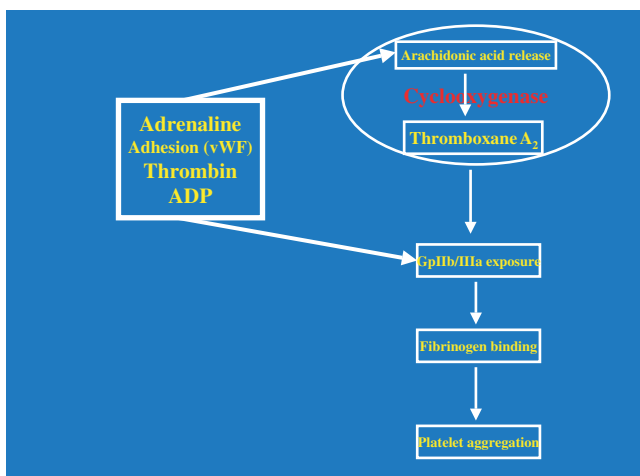 Arachidonic acid release
Cyclooxygenase
Thromboxane A₂
Adrenaline
Adhesion (vWF)
Thrombin
ADP
GpIIb/IIIa exposure
Fibrinogen binding
Platelet aggregation